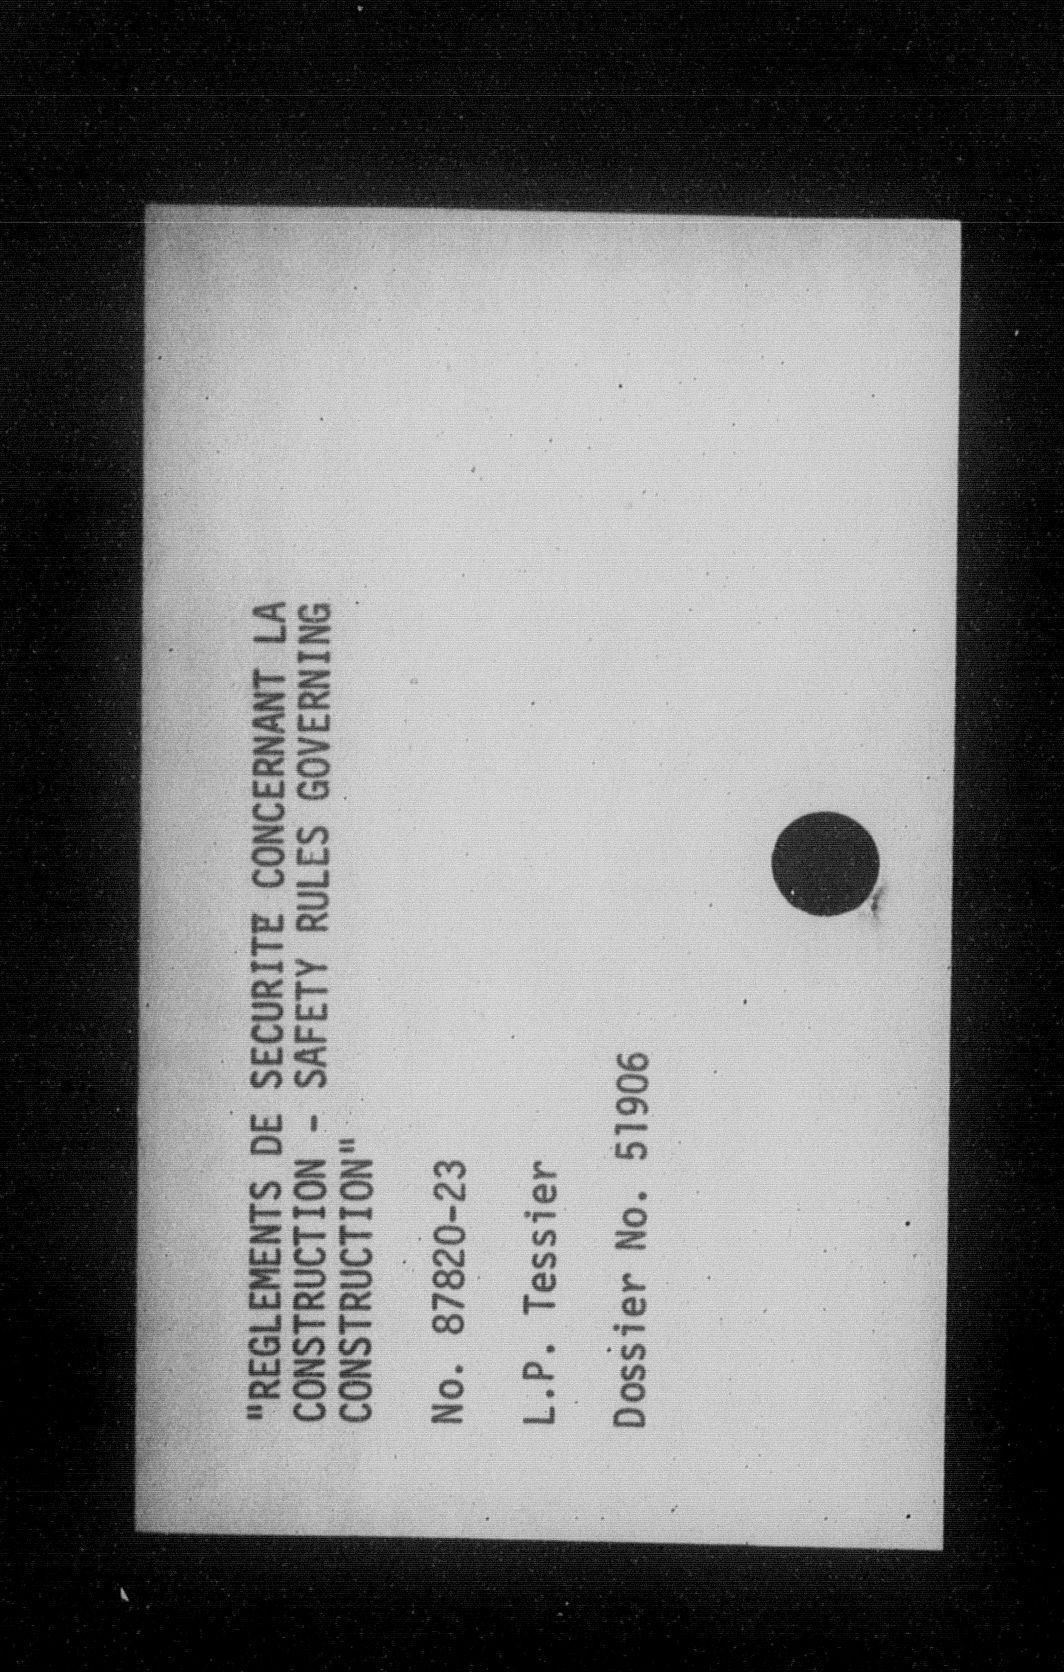 "REGLEMENTS DE SECURITE CONCERNANT LA
CONSTRUCTION - SAFETY RULES GOVERNING
CONSTRUCTION"
No. 87820-23
L.P. Tessier
Dossier No. 51906